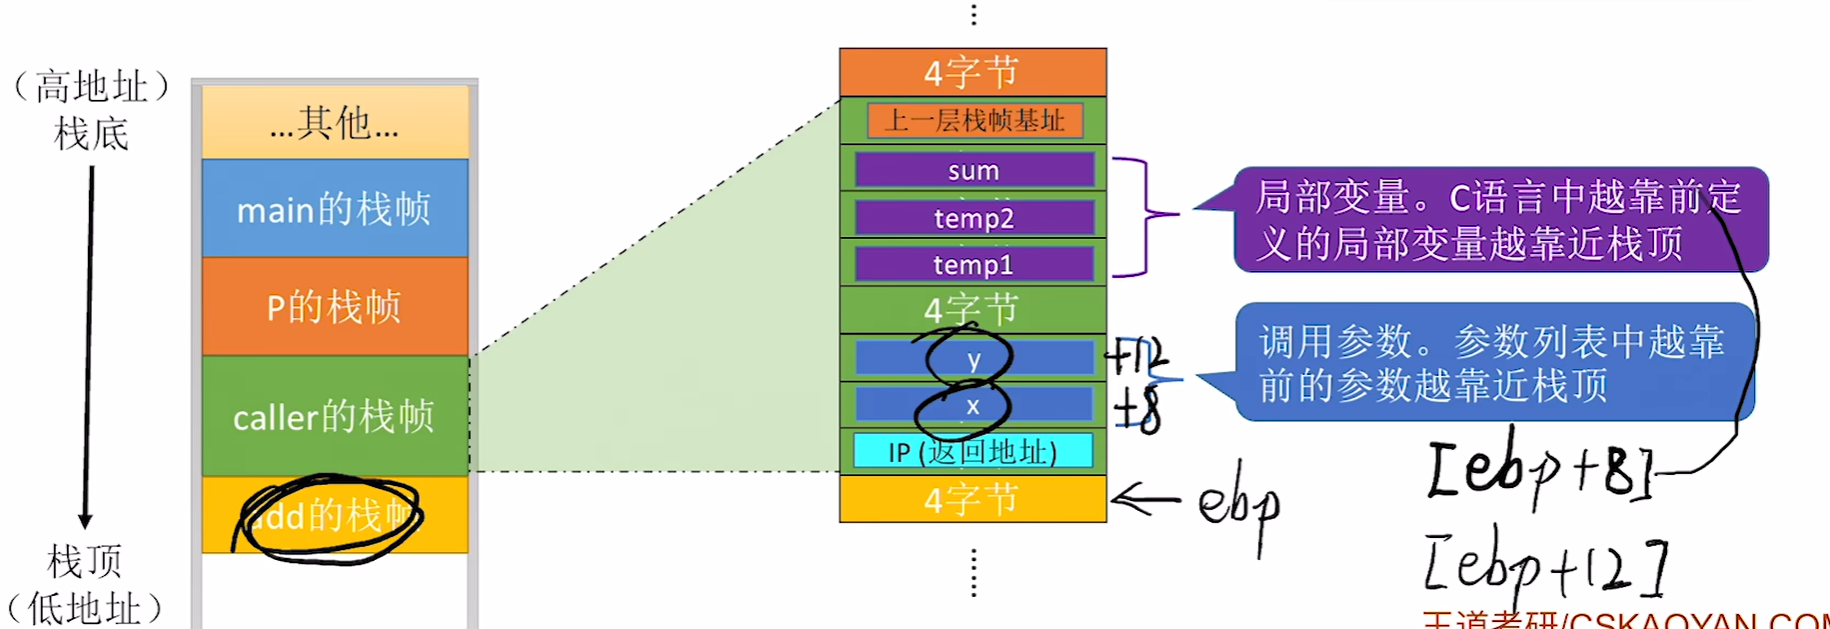 （高地址）
栈底
栈顶
（低地址）
...其他...
main的栈帧
P的栈帧
caller的栈帧
add的栈帧
4字节
上一层栈帧基址
sum
temp2
temp1
4字节
y
x
IP (返回地址)
4字节
局部变量。C语言中越靠前定
义的局部变量越靠近栈顶
+12
+8
调用参数。参数列表中越靠
前的参数越靠近栈顶
ebp
[ebp+8]
[ebp+12]
王道考研/CSKAOYAN.COM